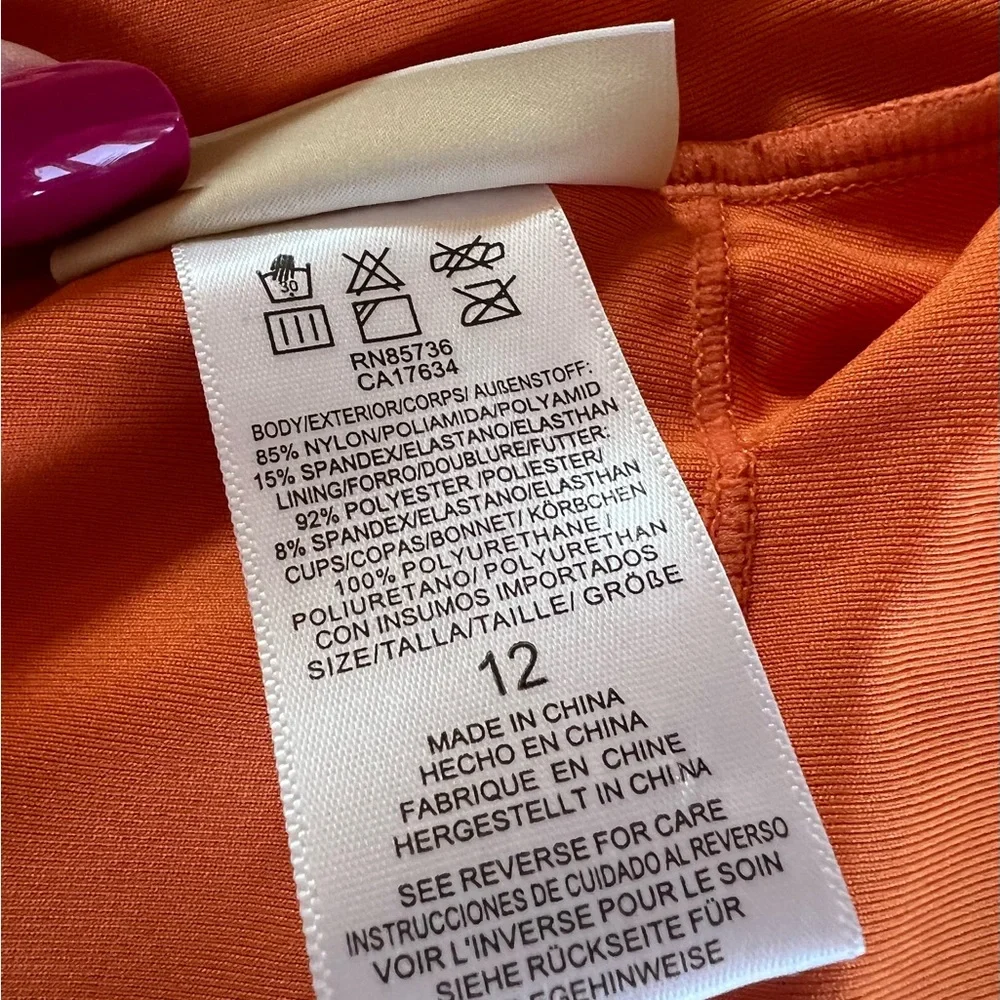 30
RN85736
CA17634
BODY/EXTERIOR/CORPS/ AUßENSTOFF:
85% NYLON/POLIAMIDA/POLYAMID
15% SPANDEX/ELASTANO/ELASTHAN
LINING/FORRO/DOUBLURE/FUTTER:
92% POLYESTER /POLIESTER/
8% SPANDEX/ELASTANO/ELASTHAN
CUPS/COPAS/BONNET/ KÖRBCHEN
100% POLYURETHANE /
POLIURETANO/ POLYURETHAN
CON INSUMOS IMPORTADOS
SIZE/TALLA/TAILLE/ GRÖßE
12
MADE IN CHINA
HECHO EN CHINA
FABRIQUE EN CHINE
HERGESTELLT IN CHINA
SEE REVERSE FOR CARE
INSTRUCCIONES DE CUIDADO AL REVERSO
VOIR L'INVERSE POUR LE SOIN
SIEHE RÜCKSEITE FÜR